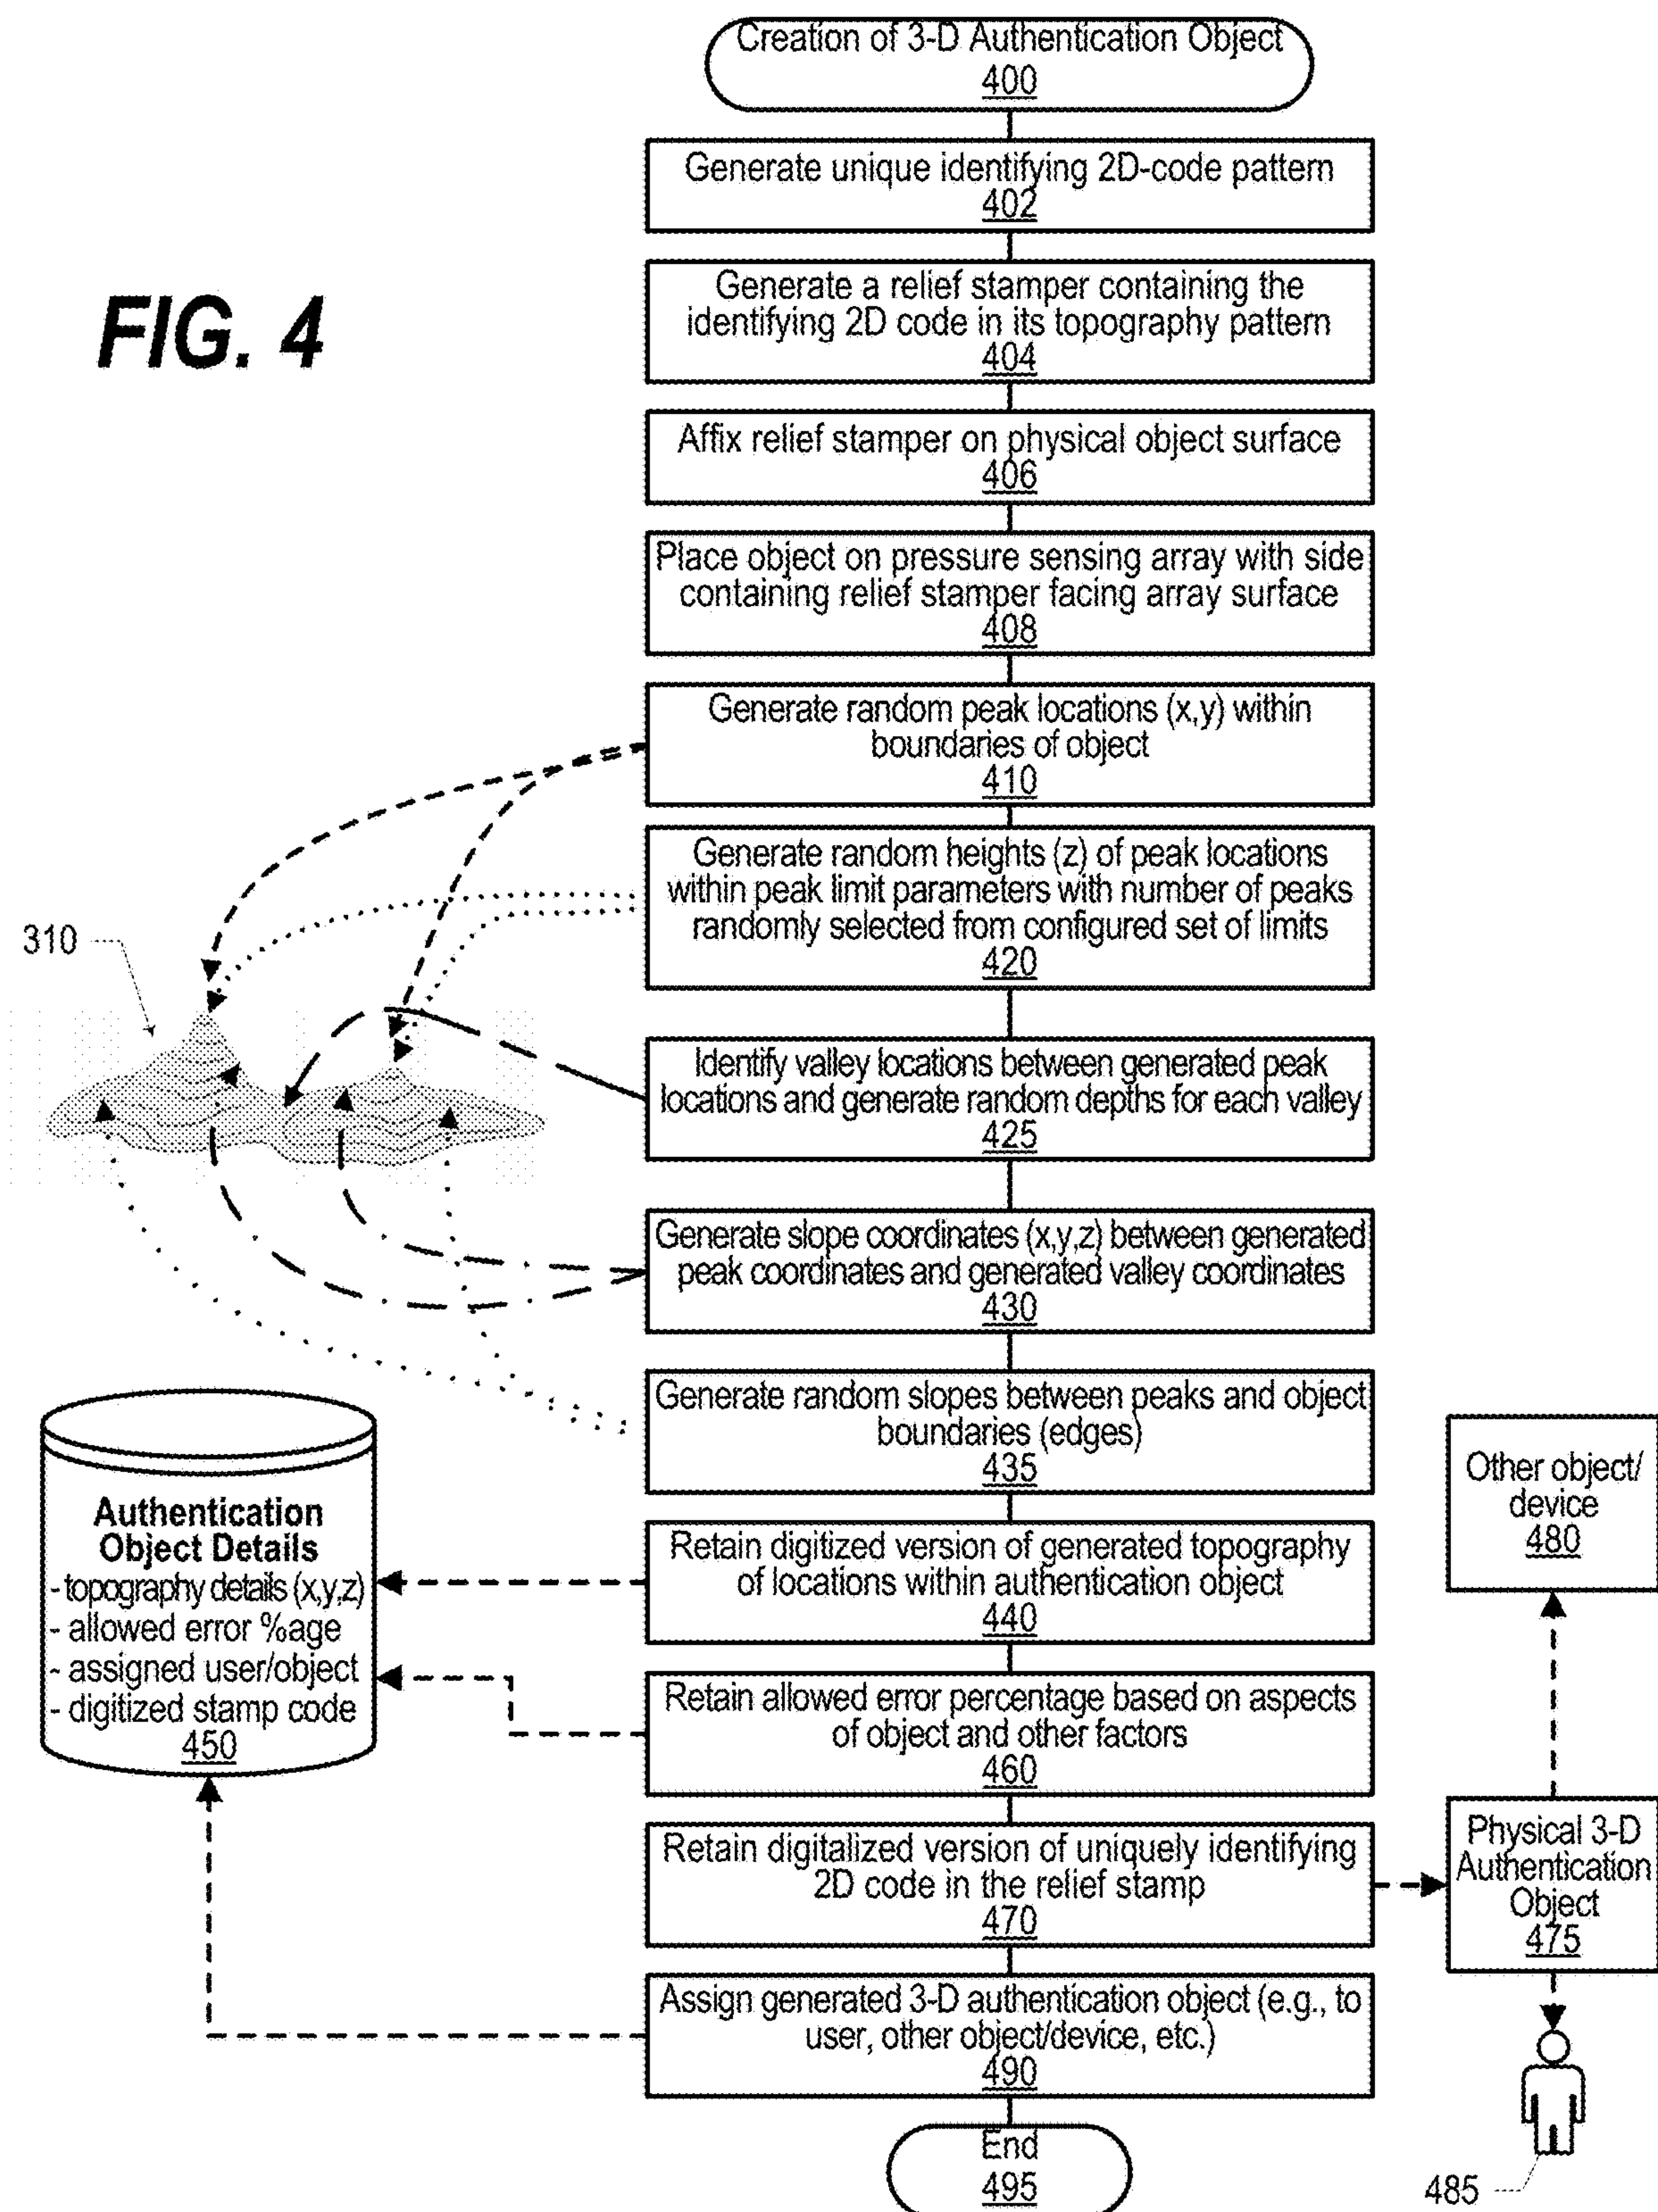 Creation of 3-D Authentication Object
400
Generate unique identifying 2D-code pattern
402
Generate a relief stamper containing the
identifying 2D code in its topography pattern
404
FIG. 4
Affix relief stamper on physical object surface
406
Place object on pressure sensing array with side
containing relief stamper facing array surface
408
Generate random peak locations (x,y) within
boundaries of object
410
Generate random heights (z) of peak locations
within peak limit parameters with number of peaks
randomly selected from configured set of limits
420
310
Identify valley locations between generated peak
locations and generate random depths for each valley
425
Generate slope coordinates (x,y,z) between generated
peak coordinates and generated valley coordinates
430
Generate random slopes between peaks and object
boundaries (edges)
435
Authentication
Object Details
- topography details (x,y,z)
- allowed error %age
- assigned user/object
- digitized stamp code
450
Retain digitized version of generated topography
of locations within authentication object
440
Other object/
device
480
Retain allowed error percentage based on aspects
of object and other factors
460
Retain digitalized version of uniquely identifying
2D code in the relief stamp
470
Physical 3-D
Authentication
Object
475
Assign generated 3-D authentication object (e.g., to
user, other object/device, etc.)
490
End
495
485